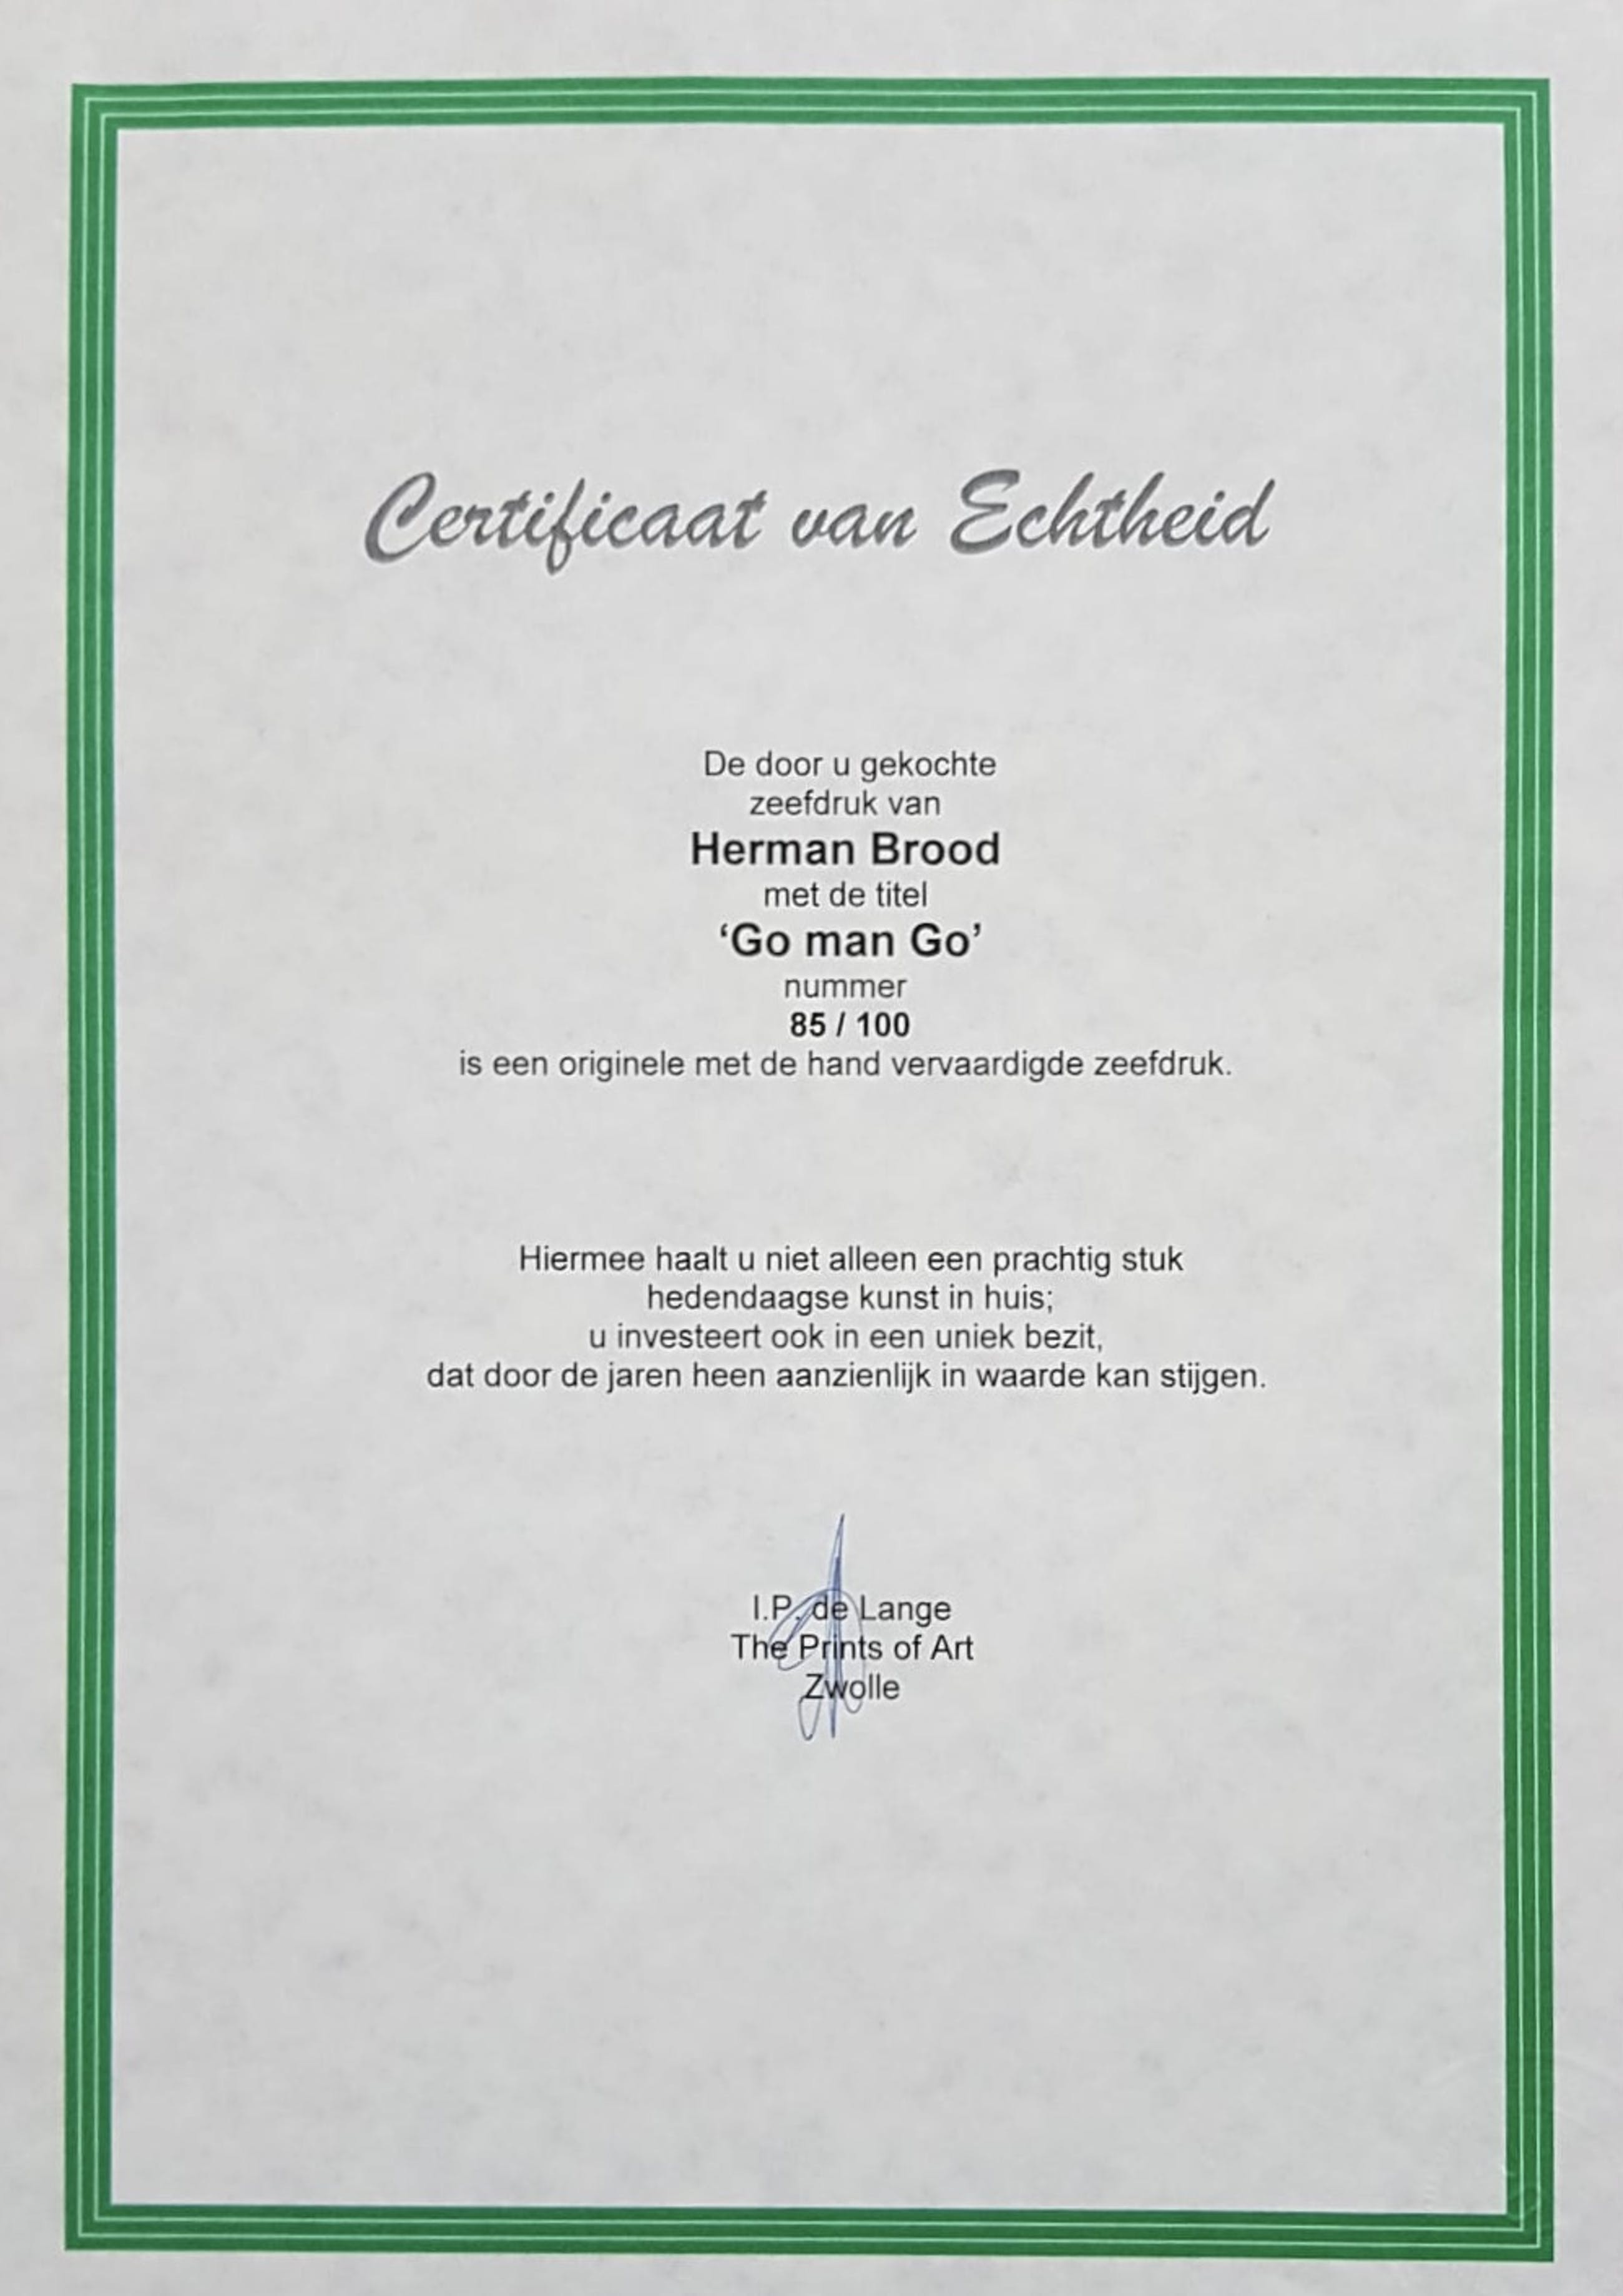 Certificaat van Echtheid
De door u gekochte
zeefdruk van
Herman Brood
met de titel
‘Go man Go’
nummer
85 / 100
is een originele met de hand vervaardigde zeefdruk.
Hiermee haalt u niet alleen een prachtig stuk
hedendaagse kunst in huis;
u investeert ook in een uniek bezit,
dat door de jaren heen aanzienlijk in waarde kan stijgen.
I.P. de Lange
The Prints of Art
Zwolle